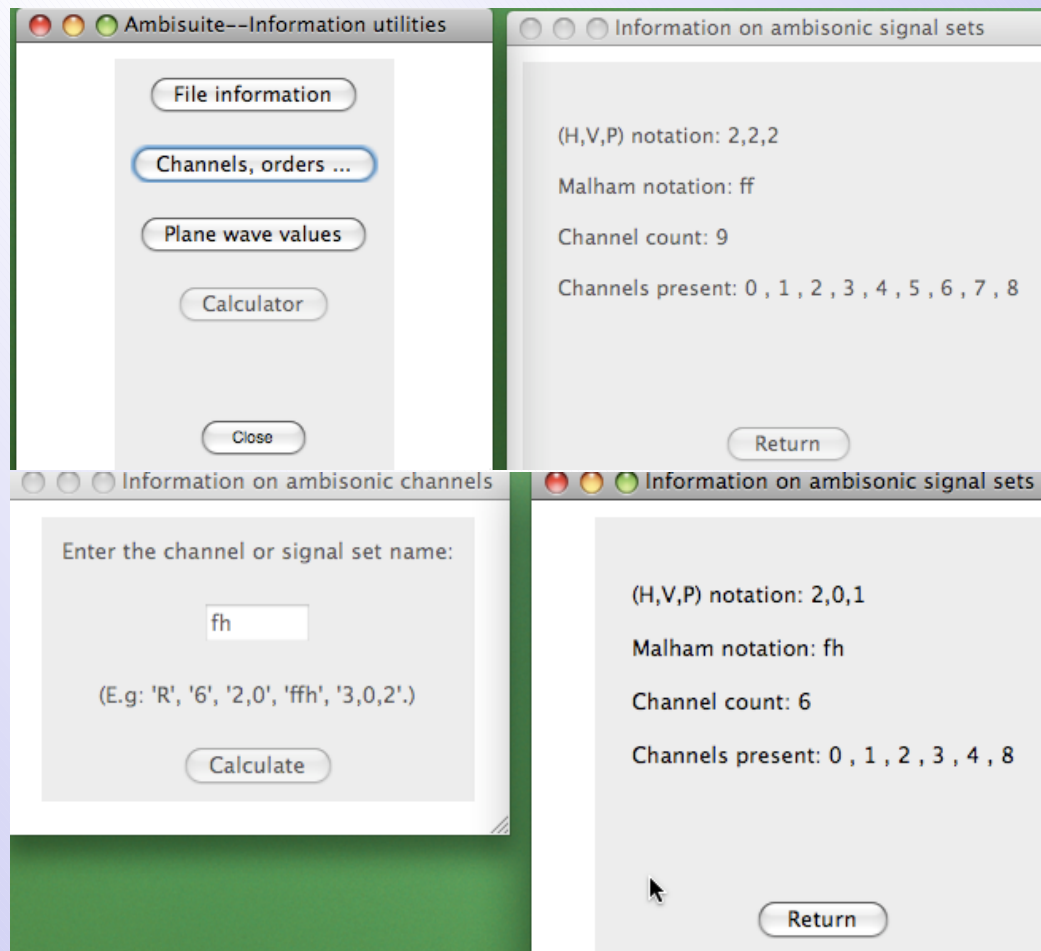 Ambisuite--Information utilities
File information
Channels, orders ...
Plane wave values
Calculator
Close
Information on ambisonic signal sets
(H,V,P) notation: 2,2,2
Malham notation: ff
Channel count: 9
Channels present: 0 , 1 , 2 , 3 , 4 , 5 , 6 , 7 , 8
Return
Information on ambisonic channels
Enter the channel or signal set name:
fh
(E.g: 'R', '6', '2,0', 'ffh', '3,0,2'.)
Calculate
Information on ambisonic signal sets
(H,V,P) notation: 2,0,1
Malham notation: fh
Channel count: 6
Channels present: 0 , 1 , 2 , 3 , 4 , 8
Return